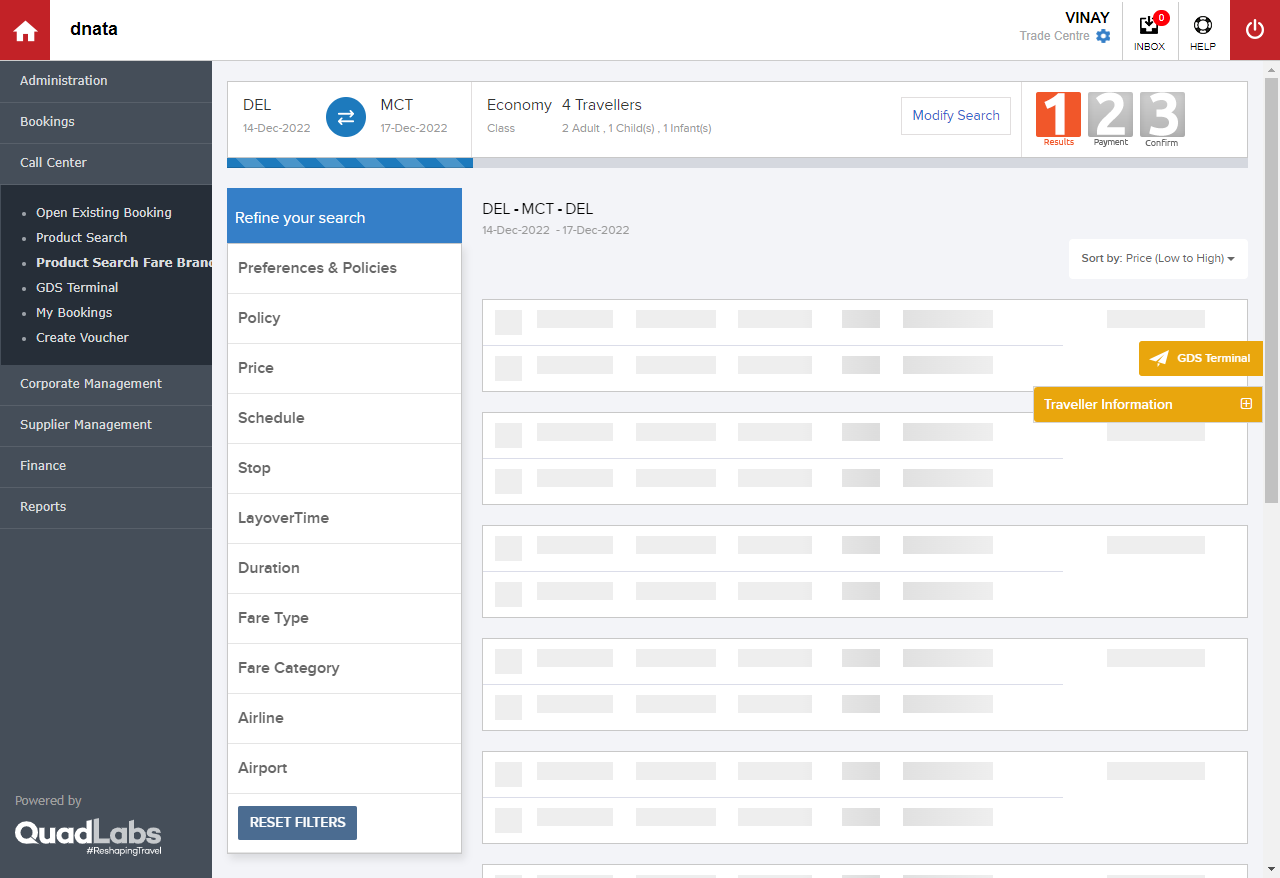 dnata
VINAY
Trade Centre
0
INBOX
HELP
Administration
Bookings
Call Center
Open Existing Booking
Product Search
Product Search Fare Bran
GDS Terminal
My Bookings
Create Voucher
Corporate Management
Supplier Management
Finance
Reports
Powered by
QuadLabs
#ReshapingTravel
DEL
14-Dec-2022
MCT
17-Dec-2022
Economy
Class
4 Travellers
2 Adult , 1 Child(s) , 1 Infant(s)
Modify Search
1
Results
2
Payment
3
Confirm
Refine your search
Preferences & Policies
Policy
Price
Schedule
Stop
LayoverTime
Duration
Fare Type
Fare Category
Airline
Airport
RESET FILTERS
DEL - MCT - DEL
14-Dec-2022 - 17-Dec-2022
Sort by: Price (Low to High)
GDS Terminal
Traveller Information